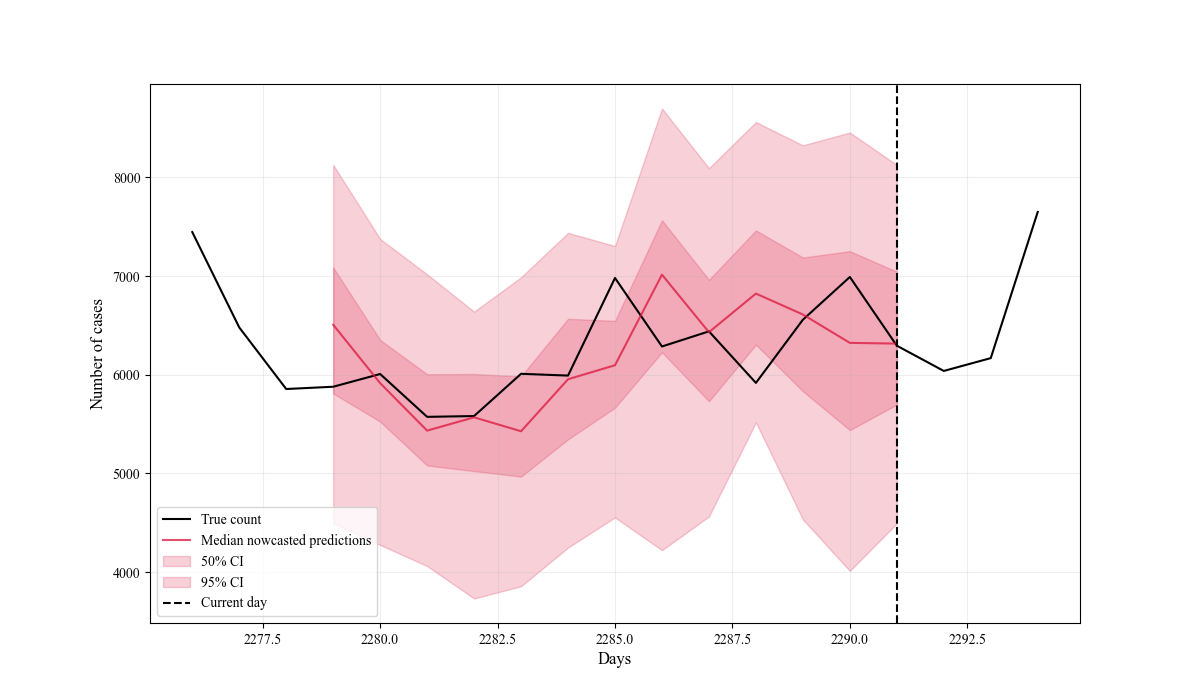 Number of cases
8000
7000
6000
5000
4000
True count
Median nowcasted predictions
50% CI
95% CI
Current day
2277.5 2280.0 2282.5 2285.0 2287.5 2290.0 2292.5
Days